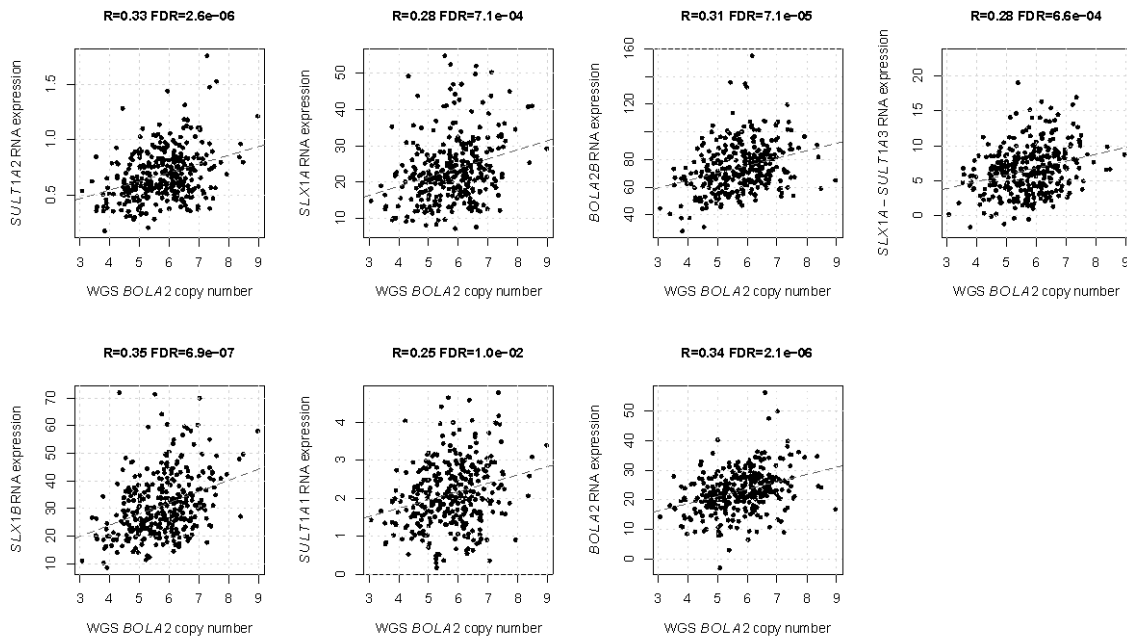 R=0.33 FDR=2.6e−06
SULT1A2 RNA expression
0.5 1.0 1.5
3 4 5 6 7 8 9
WGS BOLA2 copy number
R=0.28 FDR=7.1e−04
SLX1A RNA expression
10 20 30 40 50
3 4 5 6 7 8 9
WGS BOLA2 copy number
R=0.31 FDR=7.1e−05
BOLA2B RNA expression
40 60 80 100 120 160
3 4 5 6 7 8 9
WGS BOLA2 copy number
R=0.28 FDR=6.6e−04
SLX1A−SULT1A3 RNA expression
0 5 10 15 20
3 4 5 6 7 8 9
WGS BOLA2 copy number
R=0.35 FDR=6.9e−07
SLX1B RNA expression
10 20 30 40 50 60 70
3 4 5 6 7 8 9
WGS BOLA2 copy number
R=0.25 FDR=1.0e−02
SULT1A1 RNA expression
0 1 2 3 4
3 4 5 6 7 8 9
WGS BOLA2 copy number
R=0.34 FDR=2.1e−06
BOLA2 RNA expression
0 10 20 30 40 50
3 4 5 6 7 8 9
WGS BOLA2 copy number